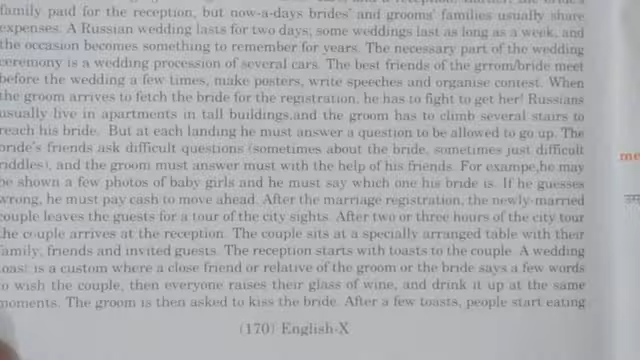 family paid for the reception, but now-a-days brides' and grooms' families usually share
expenses. A Russian wedding lasts for two days; some weddings last as long as a week, and
the occasion becomes something to remember for years. The necessary part of the wedding
ceremony is a wedding procession of several cars. The best friends of the grrom/bride meet
before the wedding a few times, make posters, write speeches and organise contest. When
the groom arrives to fetch the bride for the registration, he has to fight to get her! Russians
usually live in apartments in tall buildings,and the groom has to climb several stairs to
reach his bride. But at each landing he must answer a question to be allowed to go up. The
bride's friends ask difficult questions (sometimes about the bride, sometimes just difficult
riddles), and the groom must answer must with the help of his friends. For exampe,he may
be shown a few photos of baby girls and he must say which one his bride is. If he guesses
wrong, he must pay cash to move ahead. After the marriage registration, the newly-married
couple leaves the guests for a tour of the city sights. After two or three hours of the city tour
the couple arrives at the reception. The couple sits at a specially arranged table with their
family, friends and invited guests. The reception starts with toasts to the couple. A wedding
toast is a custom where a close friend or relative of the groom or the bride says a few words
to wish the couple, then everyone raises their glass of wine, and drink it up at the same
moments. The groom is then asked to kiss the bride. After a few toasts, people start eating
(170) English-X
me